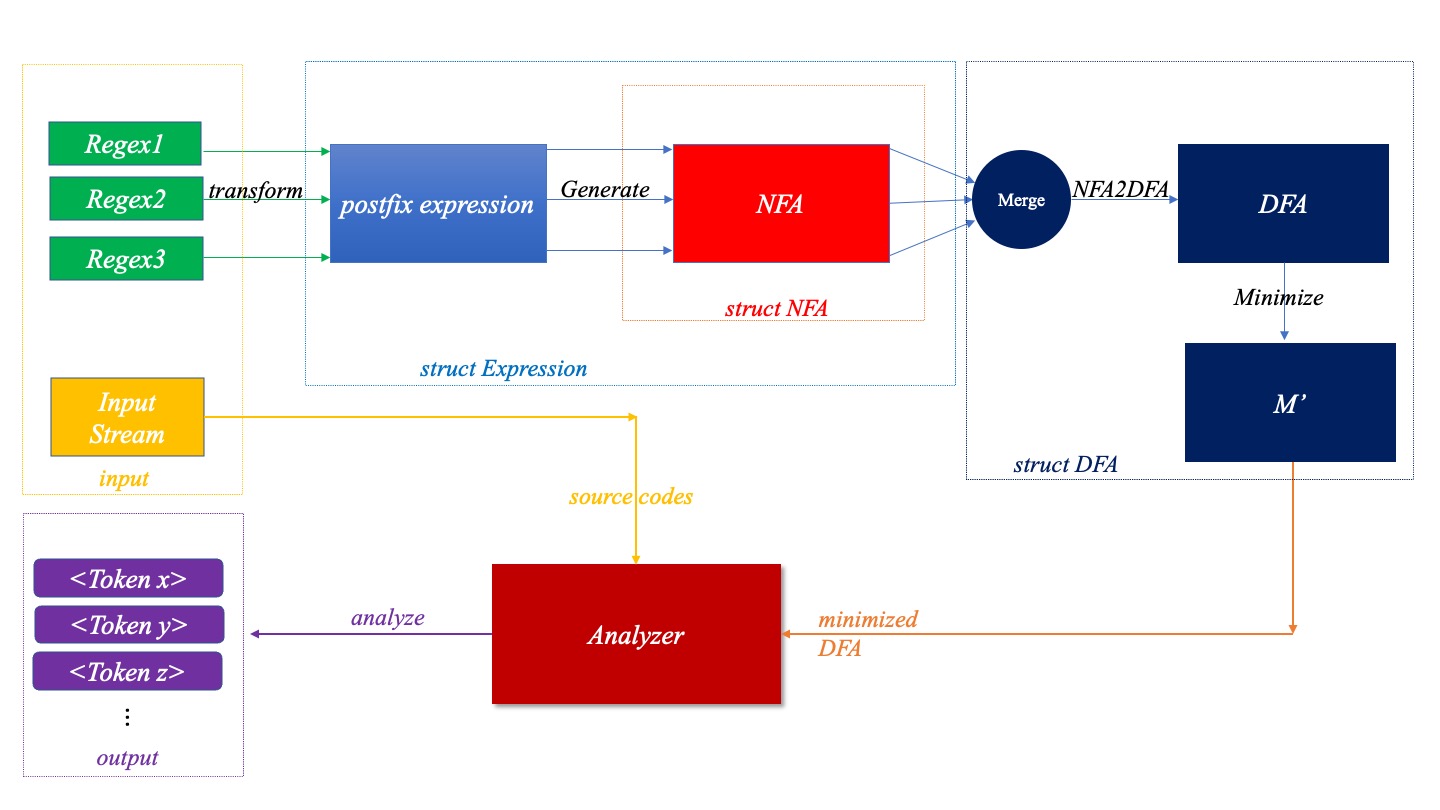 Regex1
Regex2
Regex3
transform
postfix expression
Generate
NFA
struct NFA
struct Expression
Merge
NFA2DFA
DFA
Minimize
M’
struct DFA
Input
Stream
input
source codes
<Token x>
<Token y>
<Token z>
⋮
output
analyze
Analyzer
minimized
DFA